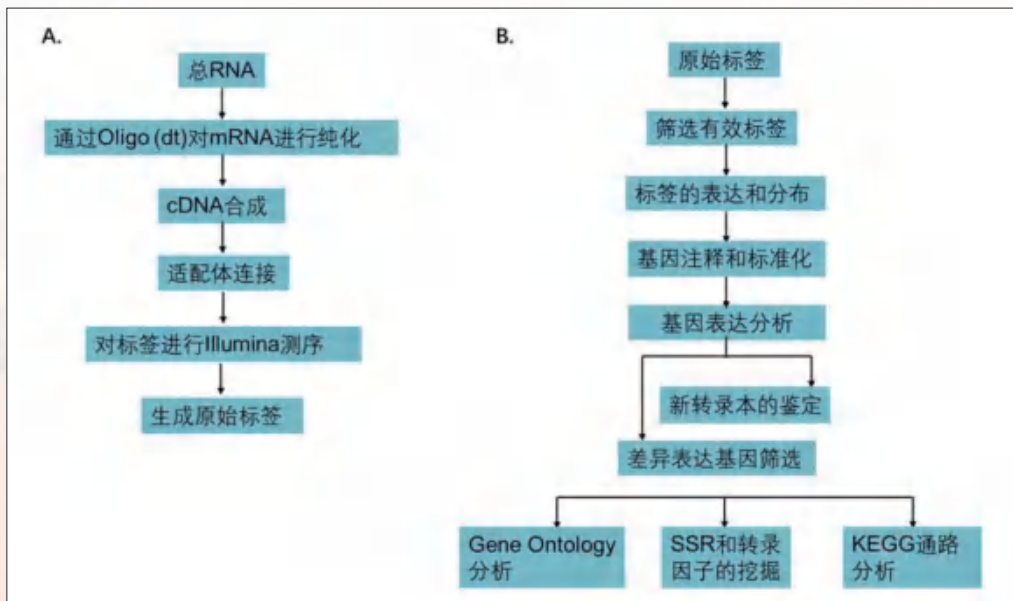 A.
总RNA
通过Oligo (dt)对mRNA进行纯化
cDNA合成
适配体连接
对标签进行Illumina测序
生成原始标签
B.
原始标签
筛选有效标签
标签的表达和分布
基因注释和标准化
基因表达分析
新转录本的鉴定
差异表达基因筛选
Gene Ontology
分析
SSR和转录
因子的挖掘
KEGG通路
分析